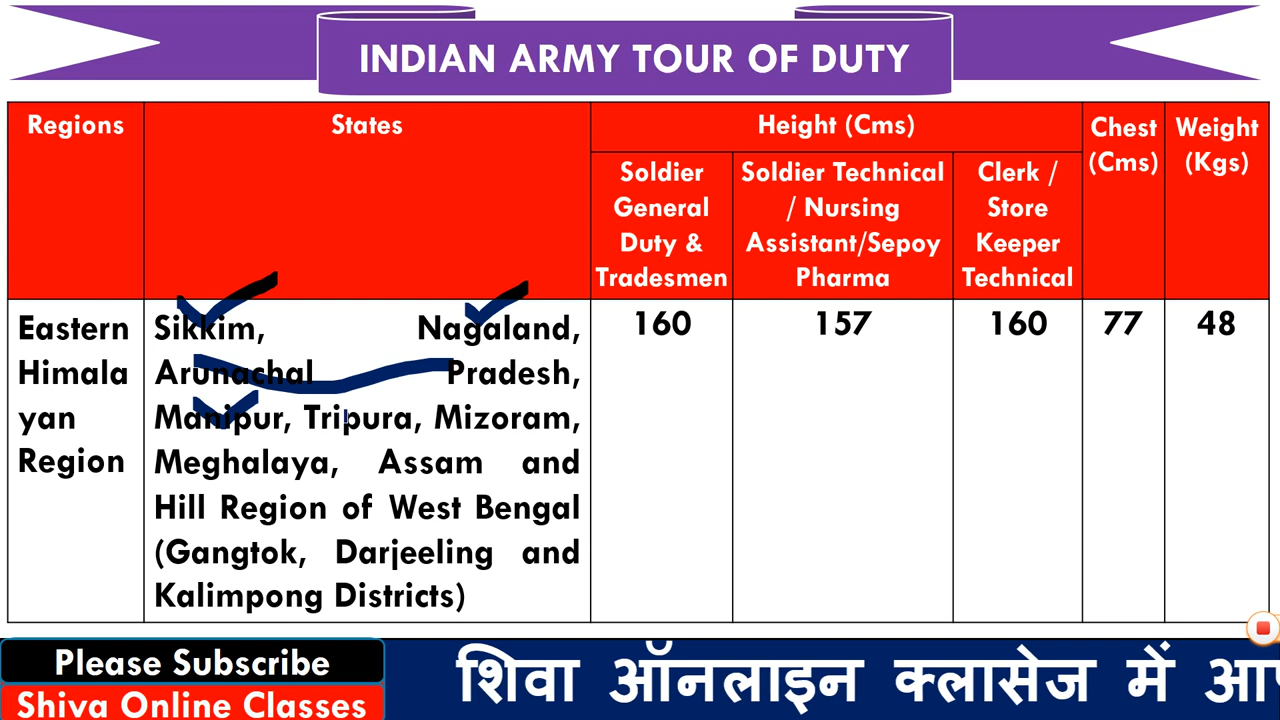 INDIAN ARMY TOUR OF DUTY
Regions States Height (Cms) Chest (Cms) Weight (Kgs)
Soldier General Duty & Tradesmen
Soldier Technical / Nursing Assistant/Sepoy Pharma
Clerk / Store Keeper Technical
Eastern
Himala
yan
Region
Sikkim, Nagaland,
Arunachal Pradesh,
Manipur, Tripura, Mizoram,
Meghalaya, Assam and
Hill Region of West Bengal
(Gangtok, Darjeeling and
Kalimpong Districts)
160 157 160 77 48
Please Subscribe
Shiva Online Classes
शिवा ऑनलाइन क्लासेज में